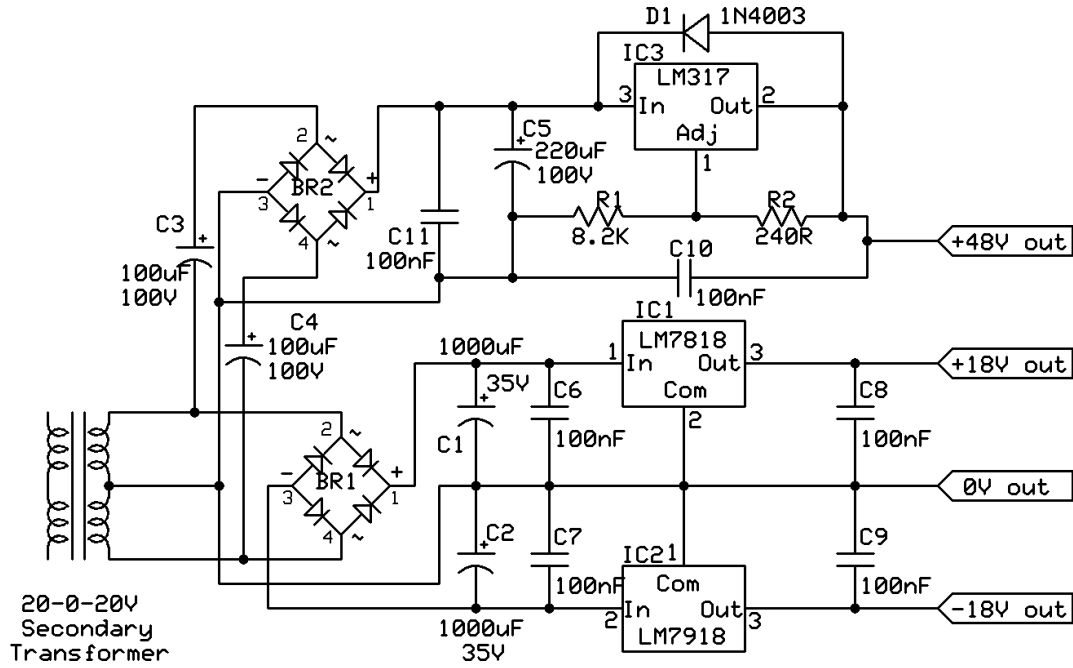 D1 1N4003
IC3
LM317
3 In Out 2
Adj
1
C5
220uF
100V
2 ~
- BR2 +
3 1
4 ~
C3
100uF
100V
C11
100nF
R1
8.2K
R2
240R
+48V out
C10
100nF
C4
100uF
100V
IC1
LM7818
1 In Out 3
Com
2
+18V out
1000uF
35V
C1
C6
100nF
C8
100nF
2 ~
- BR1 +
3 1
4 ~
0V out
C2
C7
100nF
C9
100nF
IC2 1
Com
2 In Out 3
LM7918
-18V out
1000uF
35V
20-0-20V
Secondary
Transformer
+
+
+
+
+